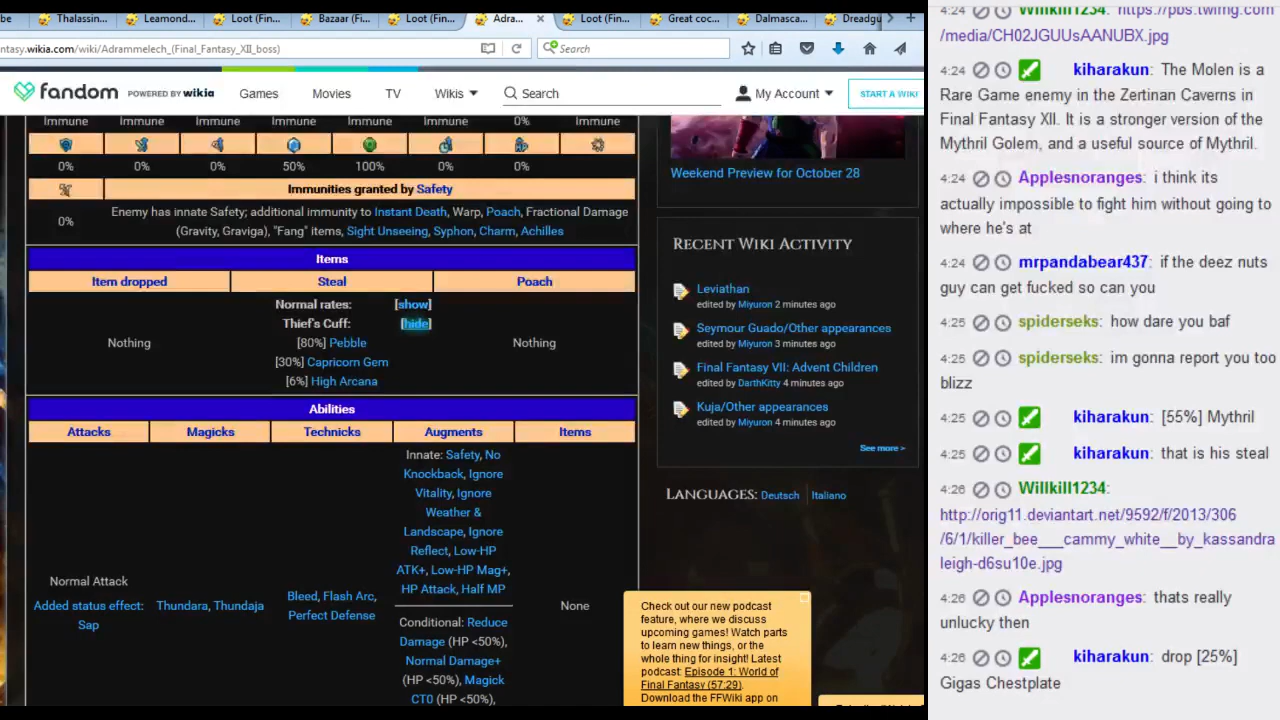 be
Thalassin...
Leamond...
Loot (Fin...
Bazaar (Fi...
Loot (Fin...
Adra...
Loot (Fin...
Great coc...
Dalmasca...
Dreadgu
ntasy.wikia.com/wiki/Adrammelech_(Final_Fantasy_XII_boss)
Search
fandom POWERED BY wikia
Games
Movies
TV
Wikis
Search
My Account
START A WIKI
Immune Immune Immune Immune Immune Immune 0% Immune
0% 0% 0% 50% 100% 0% 0%
Immunities granted by Safety
0%
Enemy has innate Safety; additional immunity to Instant Death, Warp, Poach, Fractional Damage
(Gravity, Graviga), "Fang" items, Sight Unseeing, Syphon, Charm, Achilles
Items
Item dropped Steal Poach
Nothing
Normal rates: [show]
Thief's Cuff: [hide]
[80%] Pebble
[30%] Capricorn Gem
[6%] High Arcana
Nothing
Abilities
Attacks Magicks Technicks Augments Items
Normal Attack
Added status effect:
Sap
Thundara, Thundaja
Bleed, Flash Arc,
Perfect Defense
Innate: Safety, No
Knockback, Ignore
Vitality, Ignore
Weather &
Landscape, Ignore
Reflect, Low-HP
ATK+, Low-HP Mag+,
HP Attack, Half MP
Conditional: Reduce
Damage (HP <50%),
Normal Damage+
(HP <50%), Magick
CT0 (HP <50%),
None
Weekend Preview for October 28
RECENT WIKI ACTIVITY
Leviathan
edited by Miyuron 2 minutes ago
Seymour Guado/Other appearances
edited by Miyuron 3 minutes ago
Final Fantasy VII: Advent Children
edited by DarthKitty 4 minutes ago
Kuja/Other appearances
edited by Miyuron 4 minutes ago
See more >
LANGUAGES: Deutsch Italiano
Check out our new podcast
feature, where we discuss
upcoming games! Watch parts
to learn new things, or the
whole thing for insight! Latest
podcast: Episode 1: World of
Final Fantasy (57:29).
Download the FFWiki app on
4:24 Willkill1234: https://pbs.twimg.com
/media/CH02JGUUsAANUBX.jpg
4:24 kiharakun: The Molen is a
Rare Game enemy in the Zertinan Caverns in
Final Fantasy XII. It is a stronger version of the
Mythril Golem, and a useful source of Mythril.
4:24 Applesnoranges: i think its
actually impossible to fight him without going to
where he's at
4:24 mrpandabear437: if the deez nuts
guy can get fucked so can you
4:25 spiderseks: how dare you baf
4:25 spiderseks: im gonna report you too
blizz
4:25 kiharakun: [55%] Mythril
4:25 kiharakun: that is his steal
4:26 Willkill1234:
http://orig11.deviantart.net/9592/f/2013/306
/6/1/killer_bee___cammy_white__by_kassandra
leigh-d6su10e.jpg
4:26 Applesnoranges: thats really
unlucky then
4:26 kiharakun: drop [25%]
Gigas Chestplate